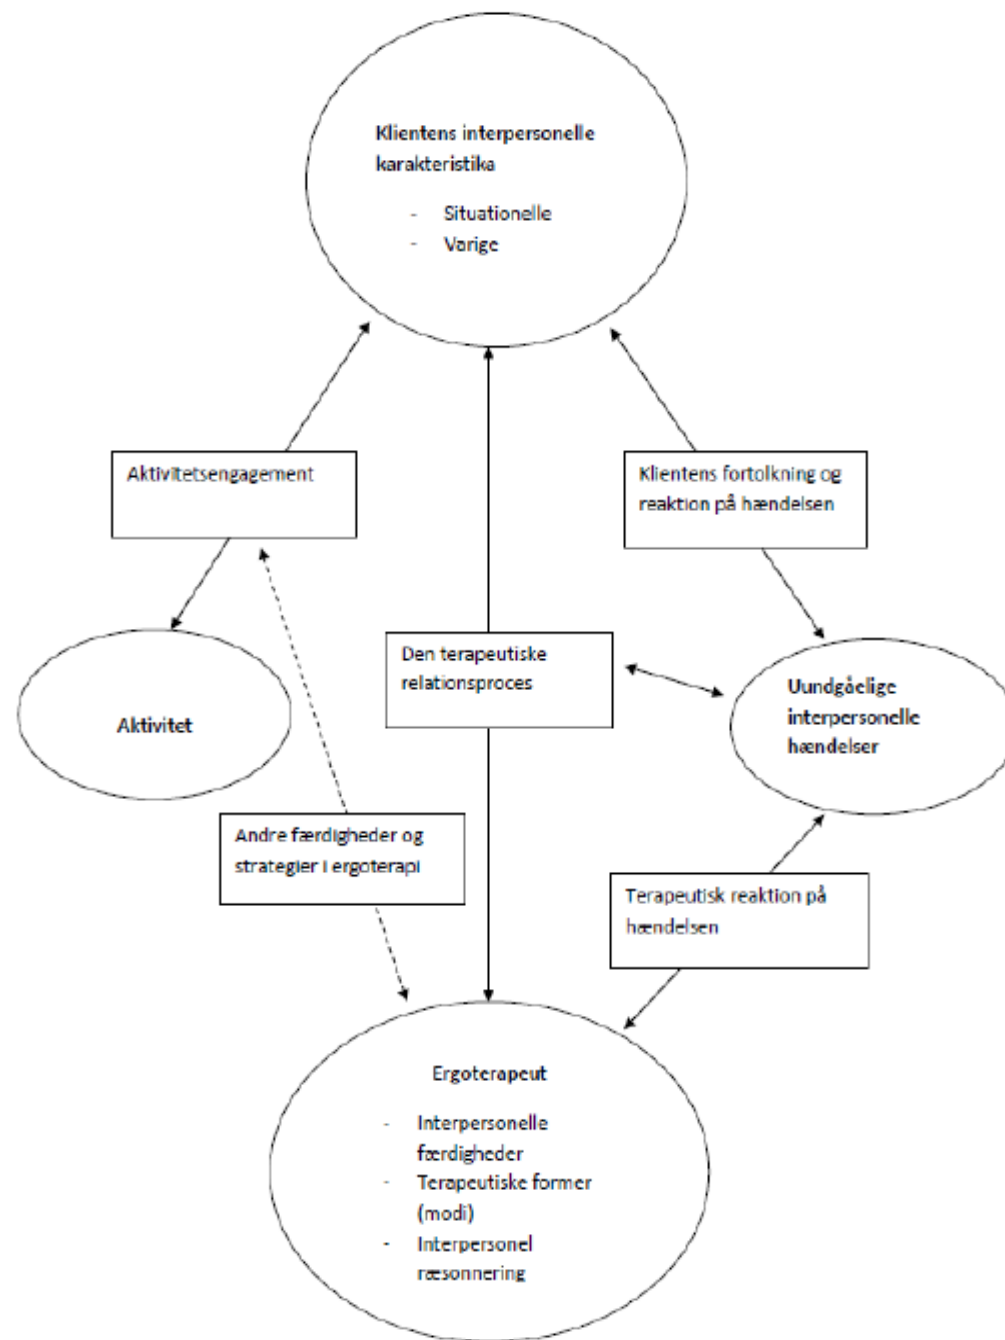 Klientens interpersonelle
karakteristika
- Situationelle
- Varige
Aktivitetsengagement
Klientens fortolkning og
reaktion på hændelsen
Den terapeutiske
relationsproces
Aktivitet
Uundgåelige
interpersonelle
hændelser
Andre færdigheder og
strategier i ergoterapi
Terapeutisk reaktion på
hændelsen
Ergoterapeut
- Interpersonelle
færdigheder
- Terapeutiske former
(modi)
- Interpersonel
ræsonnering